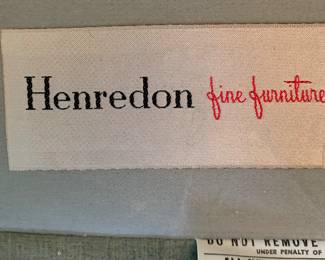 Henredon fine furniture
DO NOT REMOVE
UNDER PENALTY OF